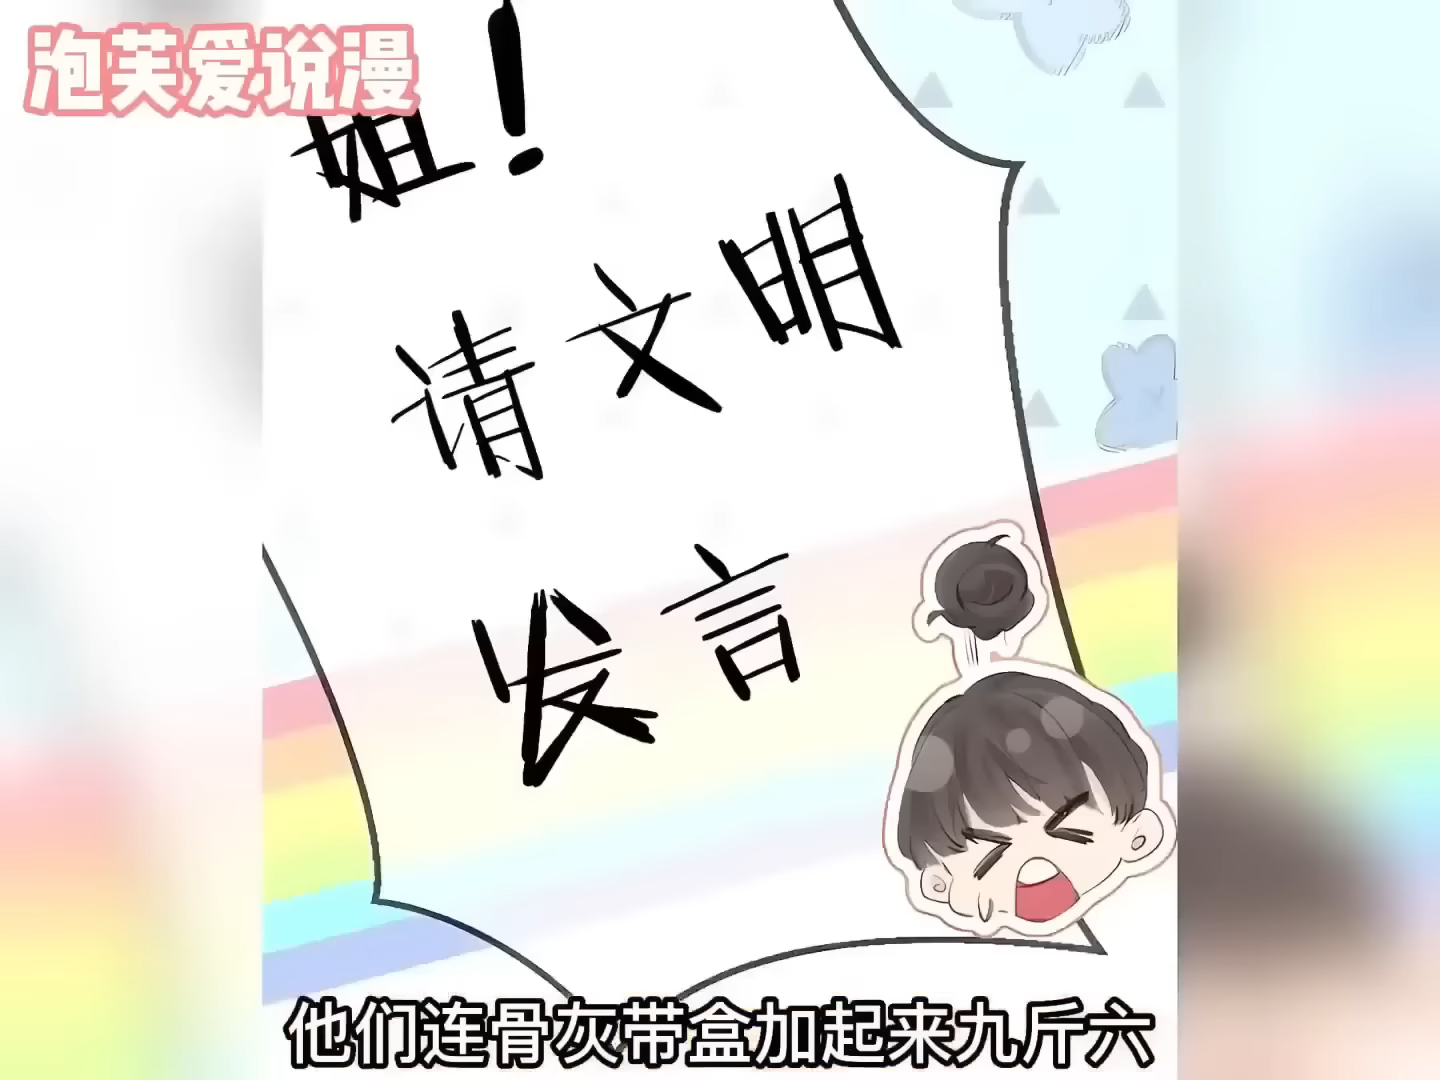 泡芙爱说漫
姐！
请文明
发言
他们连骨灰带盒加起来九斤六